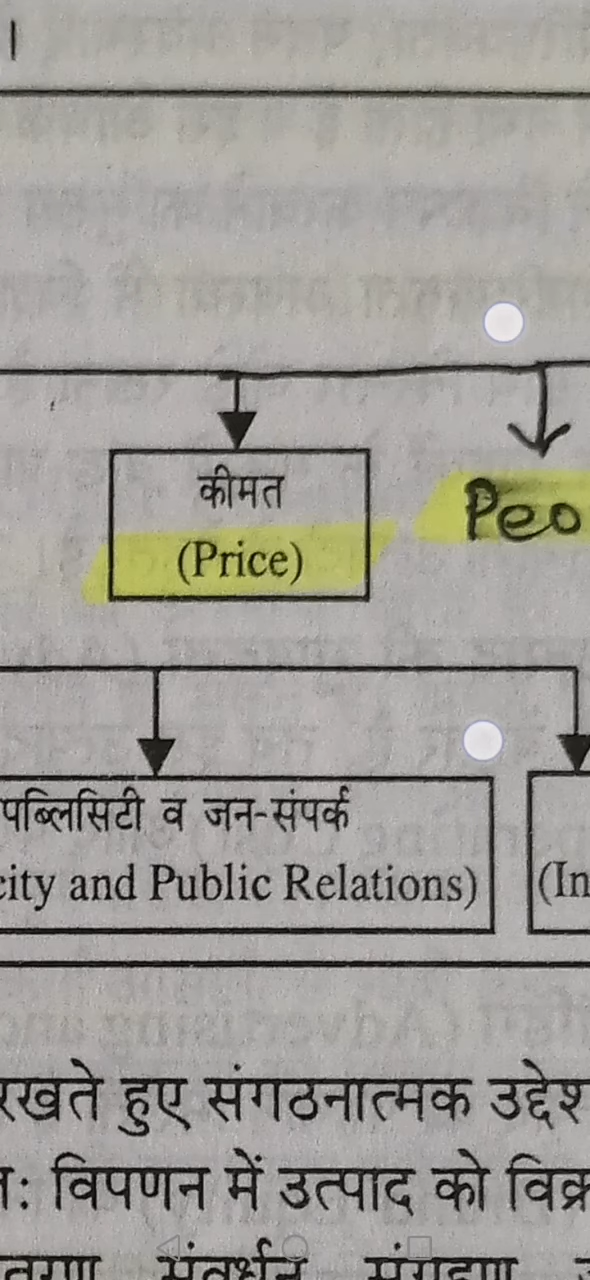 कीमत
(Price)
Peo
पब्लिसिटी व जन-संपर्क
city and Public Relations)
(In
रखते हुए संगठनात्मक उद्देश
विपणन में उत्पाद को विक्र